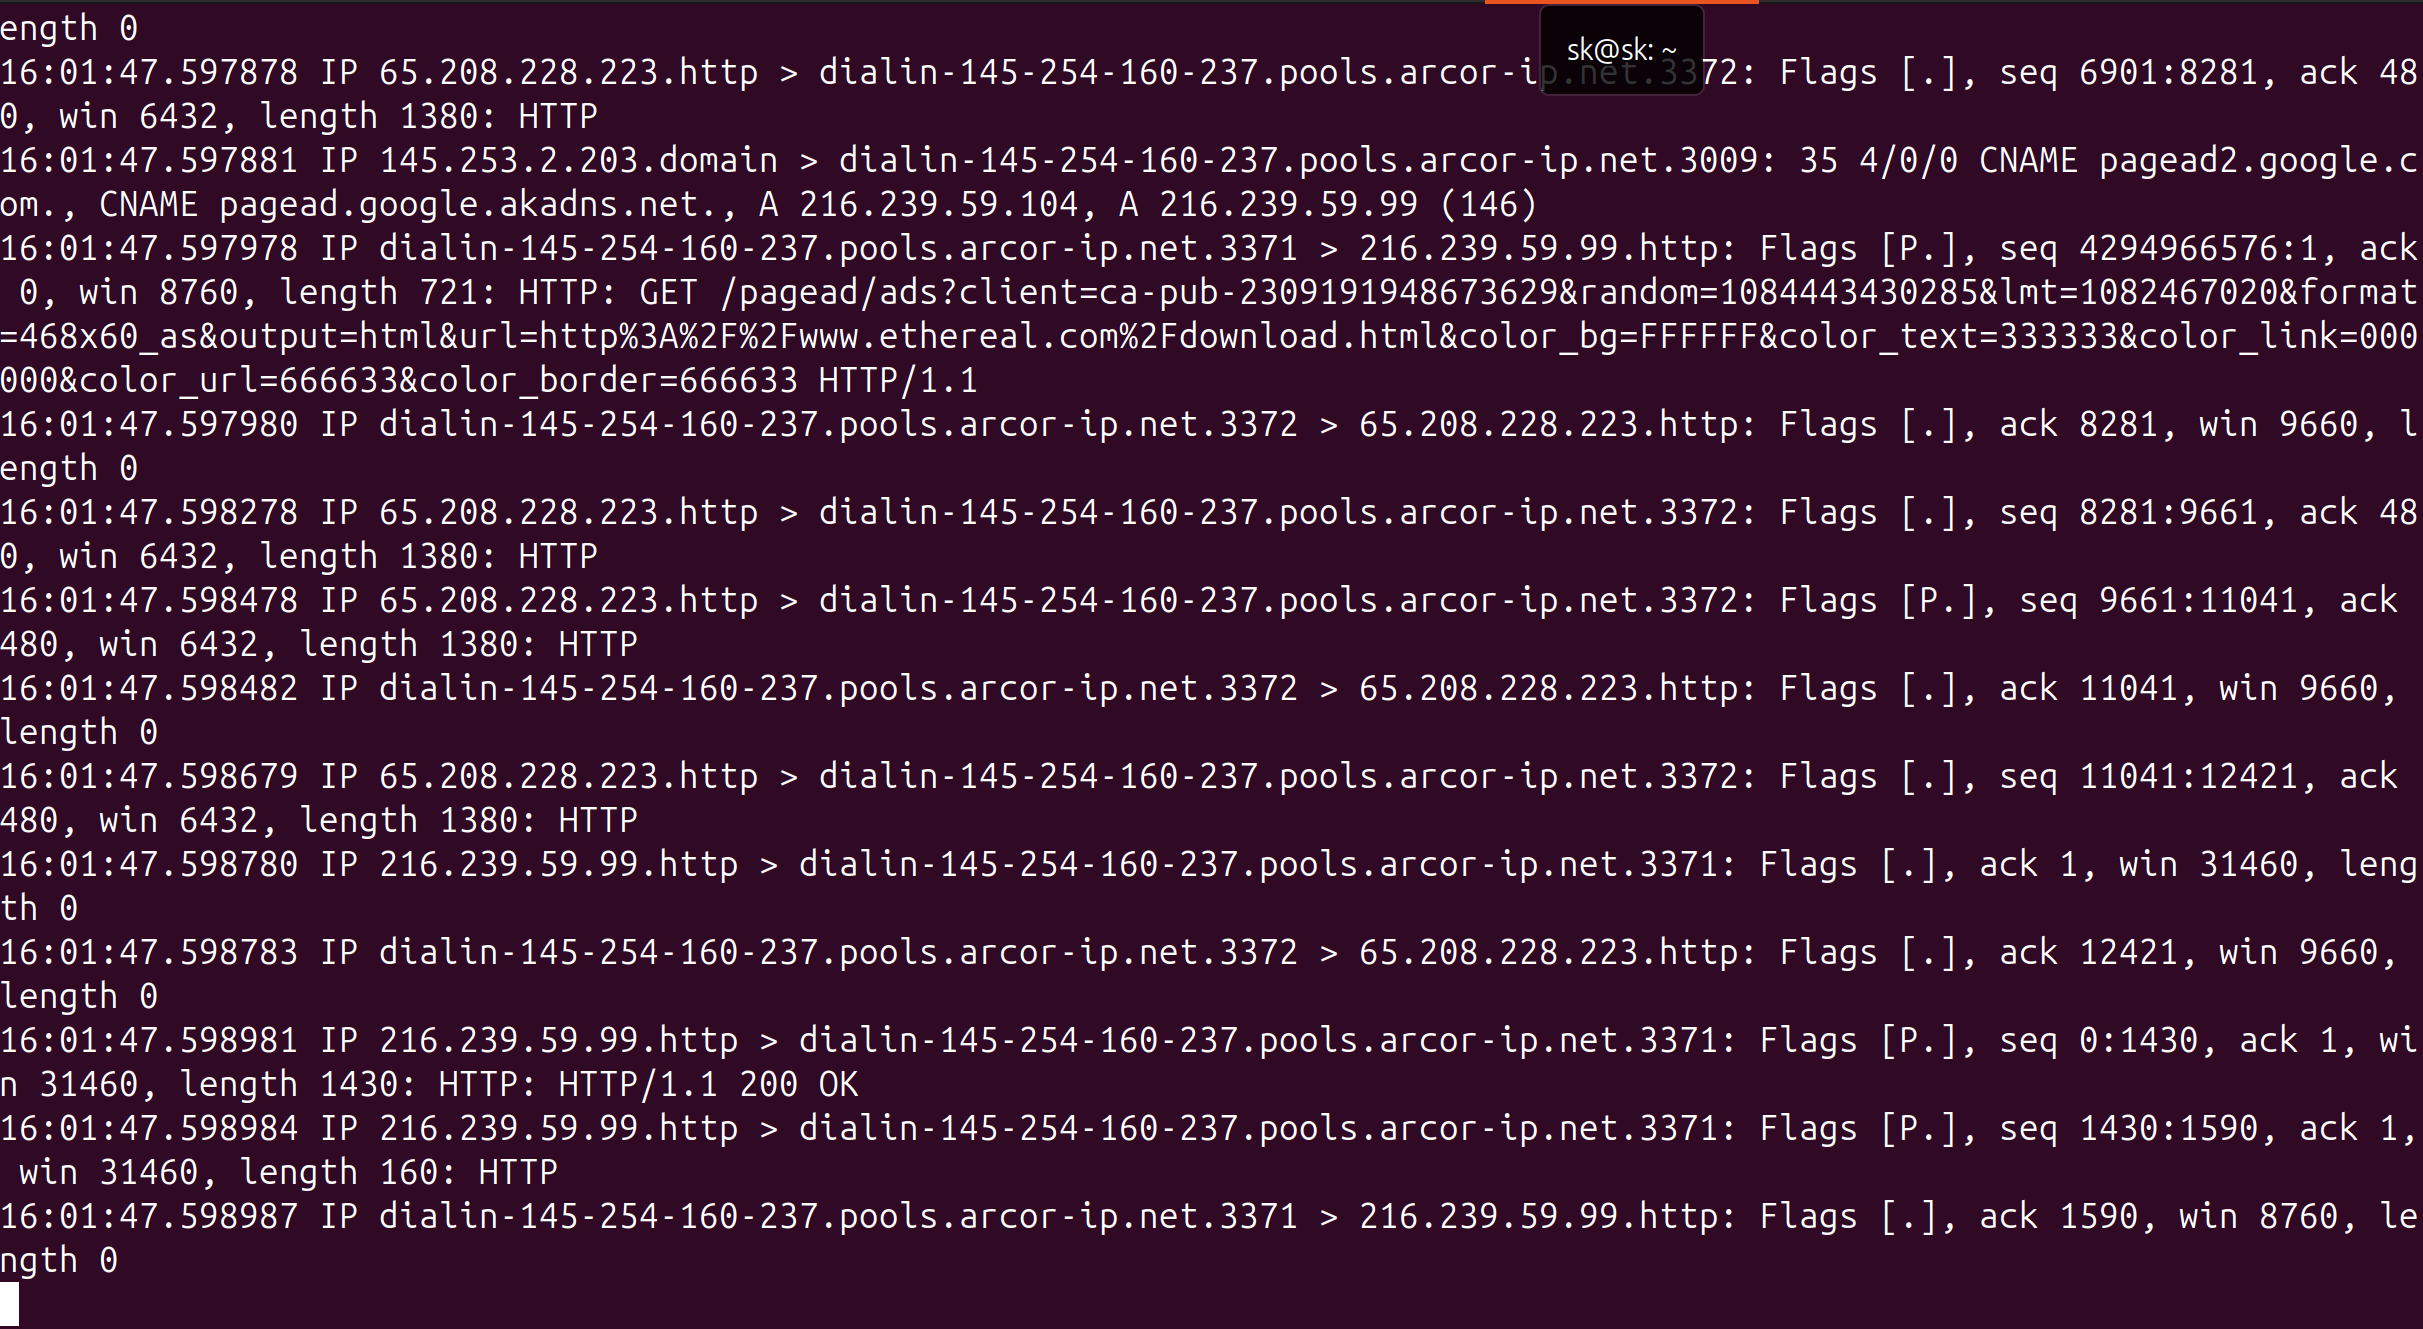 ength 0
sk@sk: ~
16:01:47.597878 IP 65.208.228.223.http > dialin-145-254-160-237.pools.arcor-ip.net.3372: Flags [.], seq 6901:8281, ack 48
0, win 6432, length 1380: HTTP
16:01:47.597881 IP 145.253.2.203.domain > dialin-145-254-160-237.pools.arcor-ip.net.3009: 35 4/0/0 CNAME pagead2.google.c
om., CNAME pagead.google.akadns.net., A 216.239.59.104, A 216.239.59.99 (146)
16:01:47.597978 IP dialin-145-254-160-237.pools.arcor-ip.net.3371 > 216.239.59.99.http: Flags [P.], seq 4294966576:1, ack
 0, win 8760, length 721: HTTP: GET /pagead/ads?client=ca-pub-2309191948673629&random=1084443430285&lmt=1082467020&format
=468x60_as&output=html&url=http%3A%2F%2Fwww.ethereal.com%2Fdownload.html&color_bg=FFFFFF&color_text=333333&color_link=000
000&color_url=666633&color_border=666633 HTTP/1.1
16:01:47.597980 IP dialin-145-254-160-237.pools.arcor-ip.net.3372 > 65.208.228.223.http: Flags [.], ack 8281, win 9660, l
ength 0
16:01:47.598278 IP 65.208.228.223.http > dialin-145-254-160-237.pools.arcor-ip.net.3372: Flags [.], seq 8281:9661, ack 48
0, win 6432, length 1380: HTTP
16:01:47.598478 IP 65.208.228.223.http > dialin-145-254-160-237.pools.arcor-ip.net.3372: Flags [P.], seq 9661:11041, ack
480, win 6432, length 1380: HTTP
16:01:47.598482 IP dialin-145-254-160-237.pools.arcor-ip.net.3372 > 65.208.228.223.http: Flags [.], ack 11041, win 9660,
length 0
16:01:47.598679 IP 65.208.228.223.http > dialin-145-254-160-237.pools.arcor-ip.net.3372: Flags [.], seq 11041:12421, ack
480, win 6432, length 1380: HTTP
16:01:47.598780 IP 216.239.59.99.http > dialin-145-254-160-237.pools.arcor-ip.net.3371: Flags [.], ack 1, win 31460, leng
th 0
16:01:47.598783 IP dialin-145-254-160-237.pools.arcor-ip.net.3372 > 65.208.228.223.http: Flags [.], ack 12421, win 9660,
length 0
16:01:47.598981 IP 216.239.59.99.http > dialin-145-254-160-237.pools.arcor-ip.net.3371: Flags [P.], seq 0:1430, ack 1, wi
n 31460, length 1430: HTTP: HTTP/1.1 200 OK
16:01:47.598984 IP 216.239.59.99.http > dialin-145-254-160-237.pools.arcor-ip.net.3371: Flags [P.], seq 1430:1590, ack 1,
 win 31460, length 160: HTTP
16:01:47.598987 IP dialin-145-254-160-237.pools.arcor-ip.net.3371 > 216.239.59.99.http: Flags [.], ack 1590, win 8760, le
ngth 0